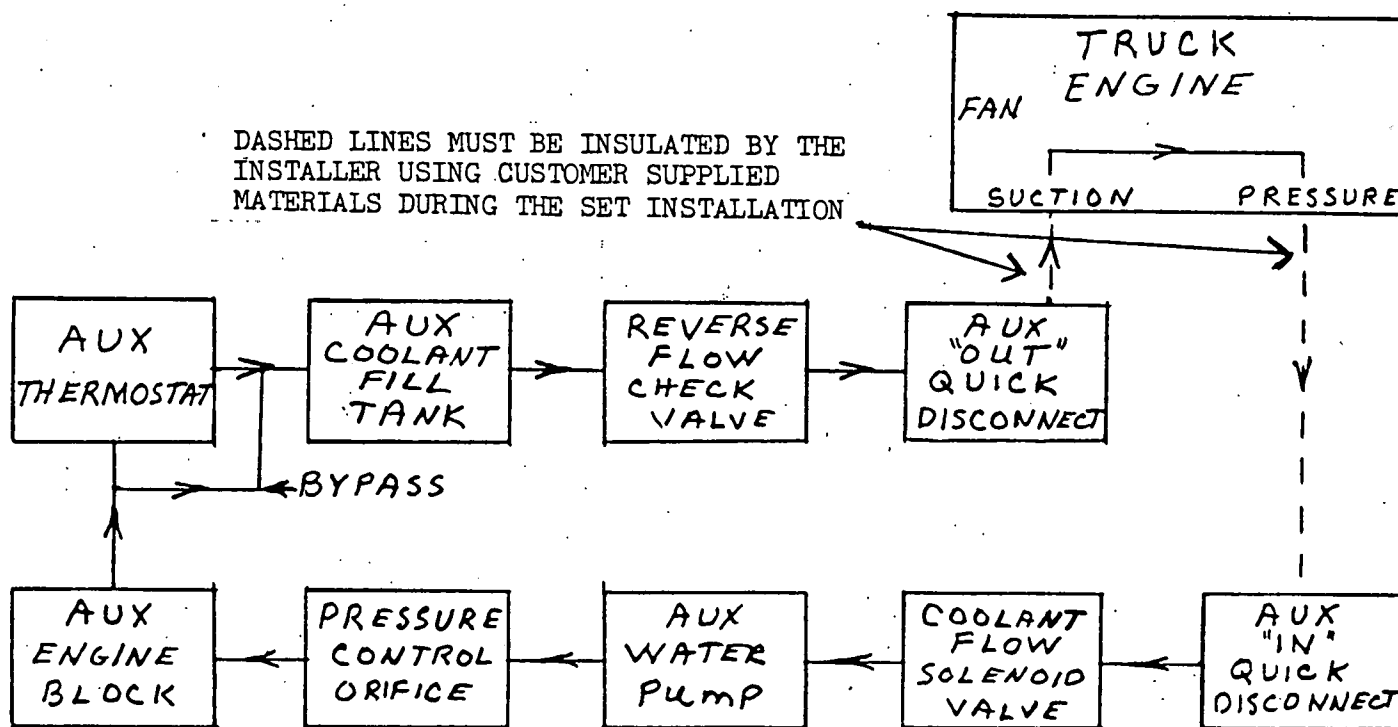 TRUCK
ENGINE
FAN
SUCTION PRESSURE
DASHED LINES MUST BE INSULATED BY THE
INSTALLER USING CUSTOMER SUPPLIED
MATERIALS DURING THE SET INSTALLATION
AUX
THERMOSTAT
AUX
COOLANT
FILL
TANK
REVERSE
FLOW
CHECK
VALVE
AUX
"OUT"
QUICK
DISCONNECT
BYPASS
AUX
ENGINE
BLOCK
PRESSURE
CONTROL
ORIFICE
AUX
WATER
PUMP
COOLANT
FLOW
SOLENOID
VALVE
AUX
"IN"
QUICK
DISCONNECT